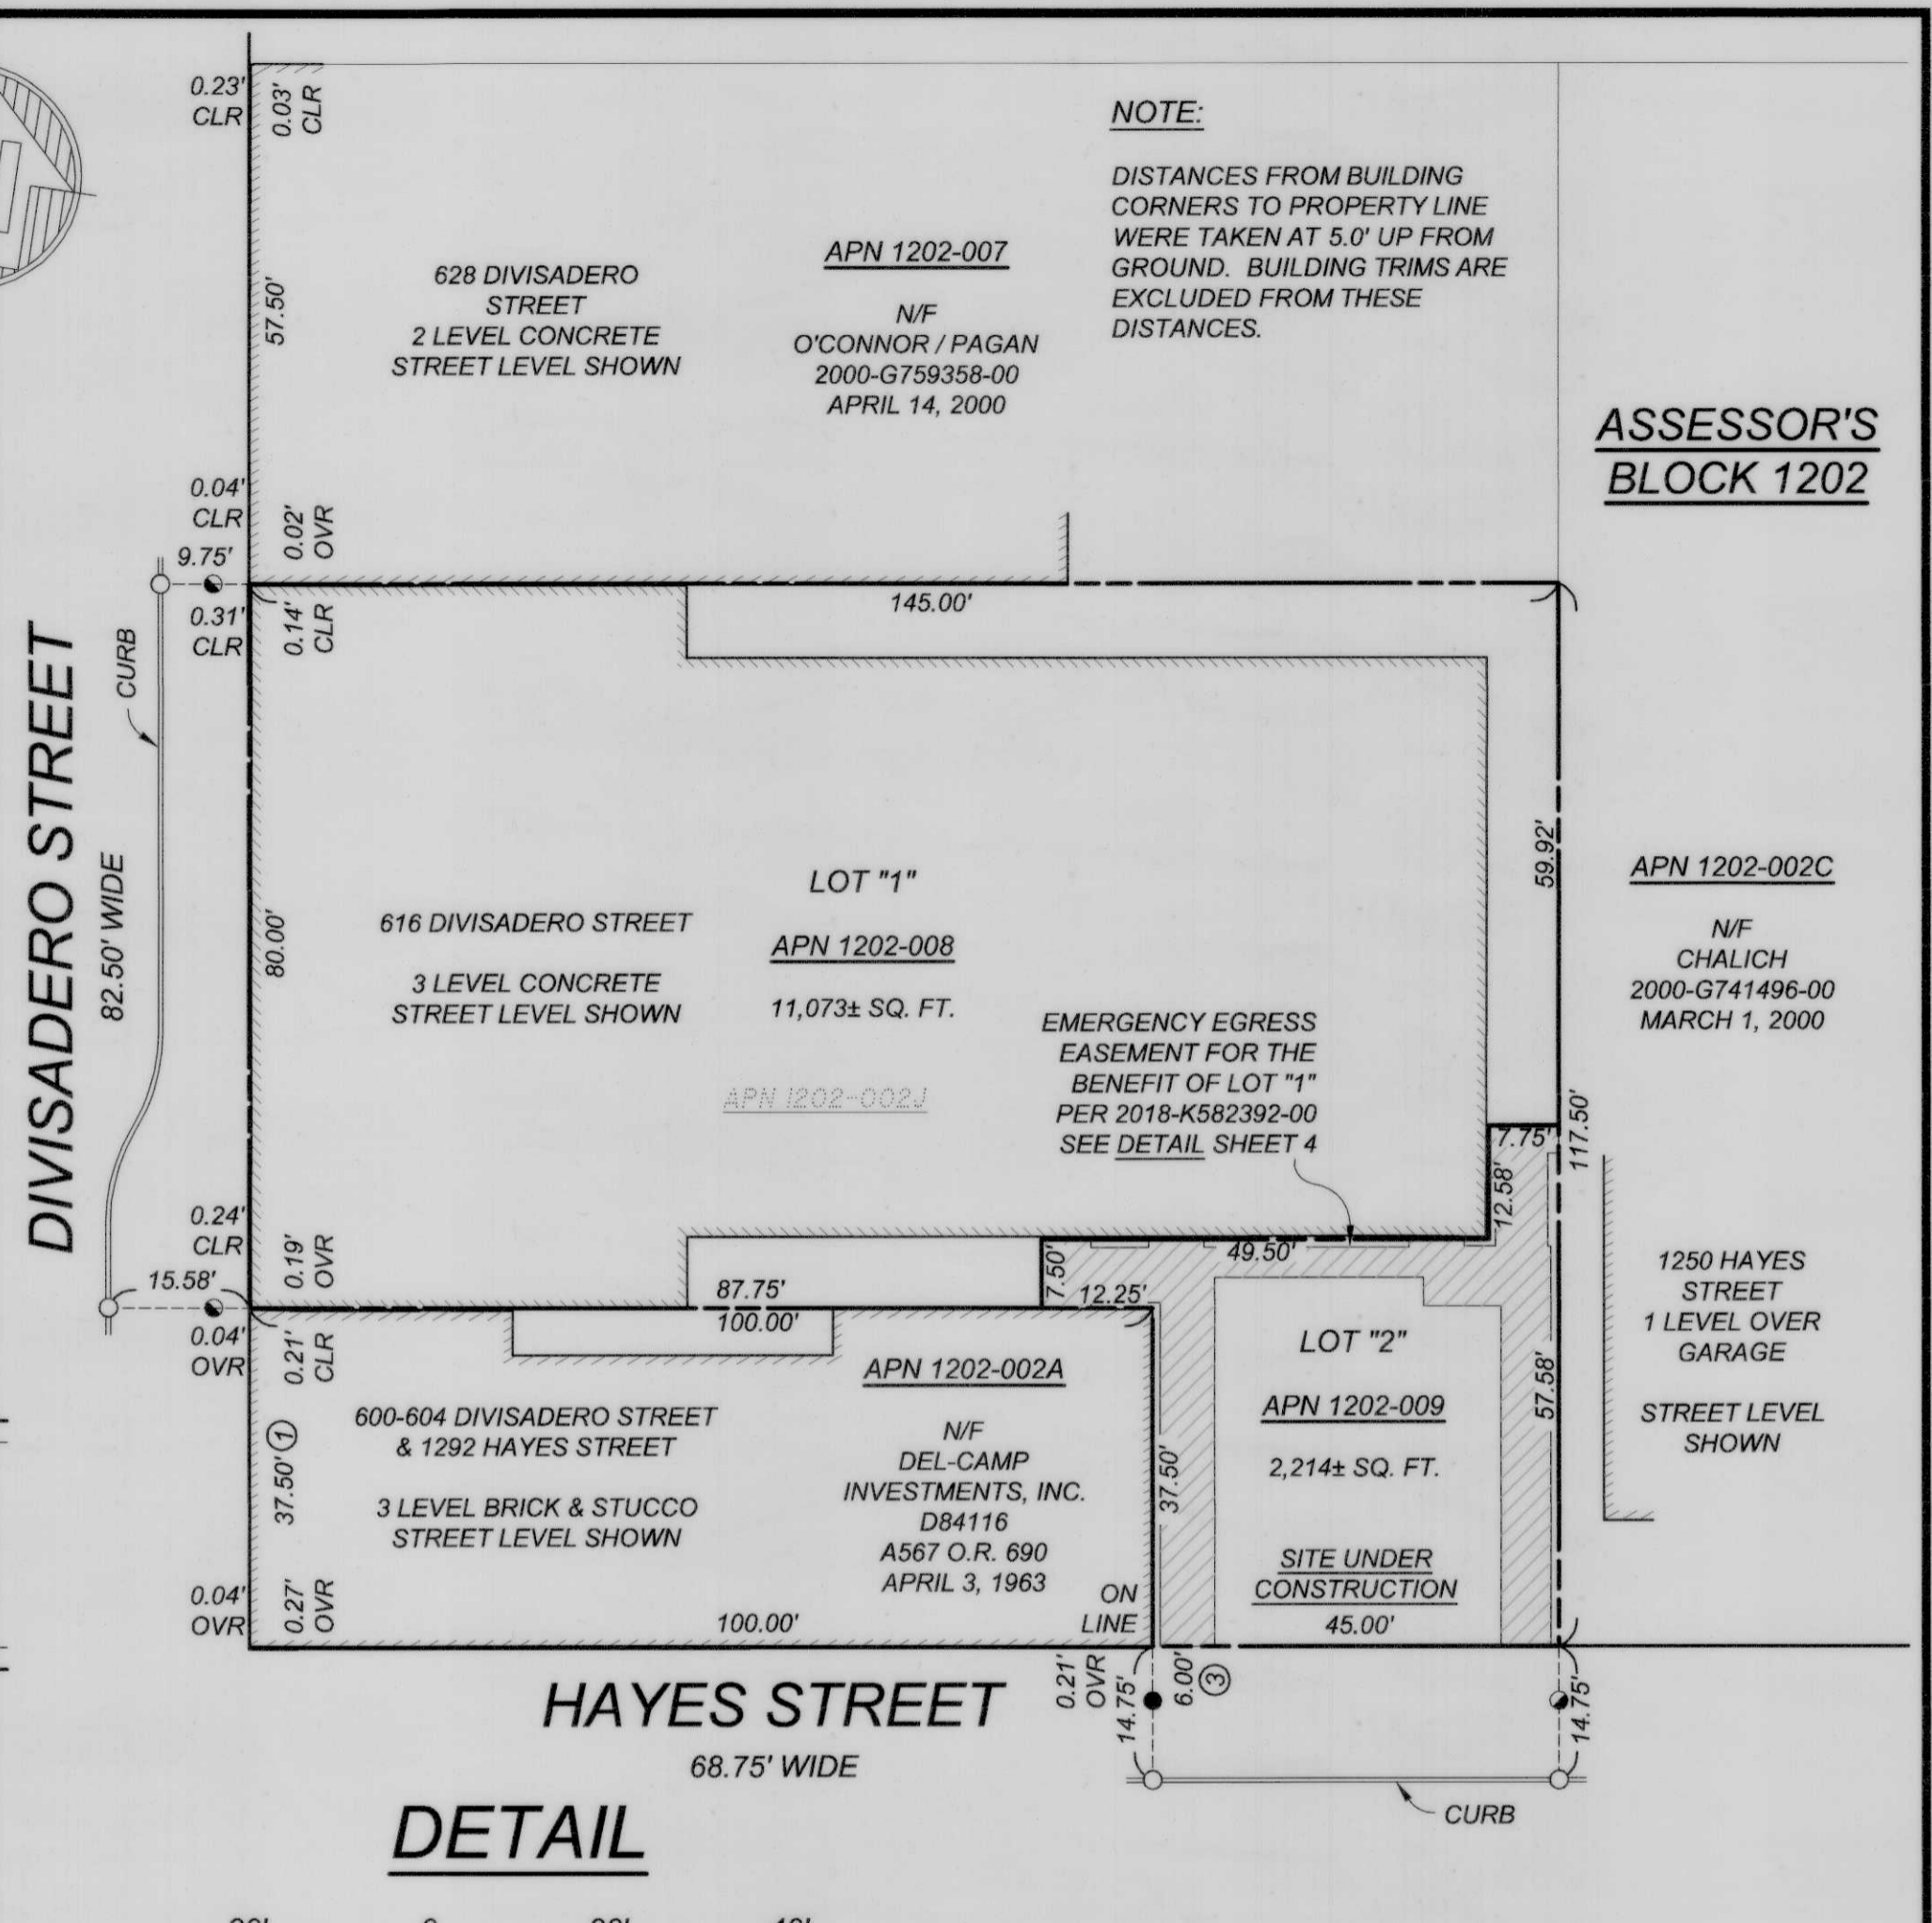 0.23'
CLR
0.03'
CLR
NOTE:
DISTANCES FROM BUILDING
CORNERS TO PROPERTY LINE
WERE TAKEN AT 5.0' UP FROM
GROUND. BUILDING TRIMS ARE
EXCLUDED FROM THESE
DISTANCES.
628 DIVISADERO
STREET
2 LEVEL CONCRETE
STREET LEVEL SHOWN
57.50'
APN 1202-007
N/F
O'CONNOR / PAGAN
2000-G759358-00
APRIL 14, 2000
ASSESSOR'S
BLOCK 1202
0.04'
CLR
0.02'
OVR
9.75'
0.31'
CLR
0.14'
CLR
145.00'
CURB
DIVISADERO STREET
82.50' WIDE
80.00'
59.92'
616 DIVISADERO STREET
3 LEVEL CONCRETE
STREET LEVEL SHOWN
LOT "1"
APN 1202-008
11,073± SQ. FT.
APN 1202-002J
EMERGENCY EGRESS
EASEMENT FOR THE
BENEFIT OF LOT "1"
PER 2018-K582392-00
SEE DETAIL SHEET 4
APN 1202-002C
N/F
CHALICH
2000-G741496-00
MARCH 1, 2000
117.50'
7.75'
12.58'
49.50'
7.50'
12.25'
87.75'
100.00'
0.24'
CLR
0.19'
OVR
15.58'
0.04'
OVR
0.21'
CLR
1250 HAYES
STREET
1 LEVEL OVER
GARAGE
STREET LEVEL
SHOWN
57.58'
600-604 DIVISADERO STREET
& 1292 HAYES STREET
3 LEVEL BRICK & STUCCO
STREET LEVEL SHOWN
37.50' 1
APN 1202-002A
N/F
DEL-CAMP
INVESTMENTS, INC.
D84116
A567 O.R. 690
APRIL 3, 1963
37.50'
LOT "2"
APN 1202-009
2,214± SQ. FT.
SITE UNDER
CONSTRUCTION
45.00'
0.04'
OVR
0.27'
OVR
100.00'
ON
LINE
0.21'
OVR
14.75'
6.00'
3
14.75'
HAYES STREET
68.75' WIDE
CURB
DETAIL